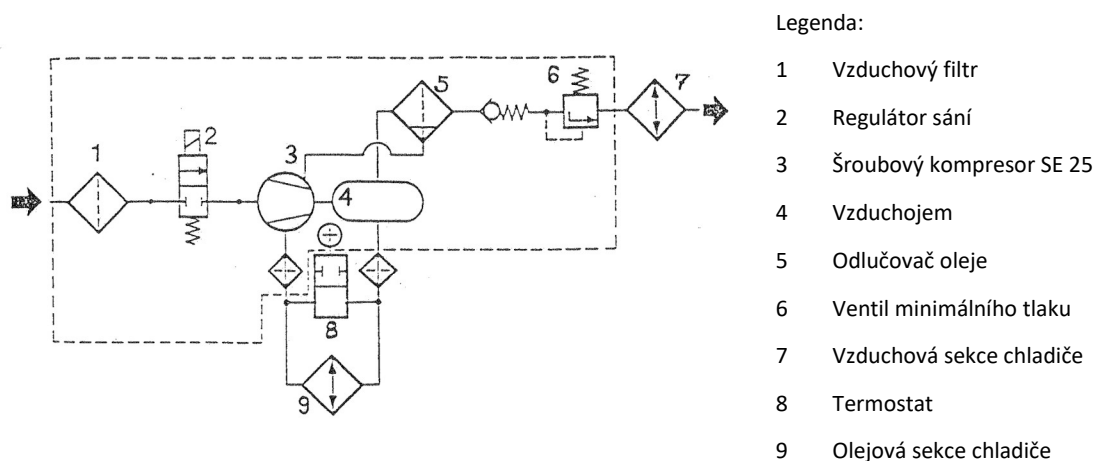 Legenda:
1 Vzduchový filtr
2 Regulátor sání
3 Šroubový kompresor SE 25
4 Vzduchojem
5 Odlučovač oleje
6 Ventil minimálního tlaku
7 Vzduchová sekce chladiče
8 Termostat
9 Olejová sekce chladiče
6
7
5
2
1
3
4
8
9